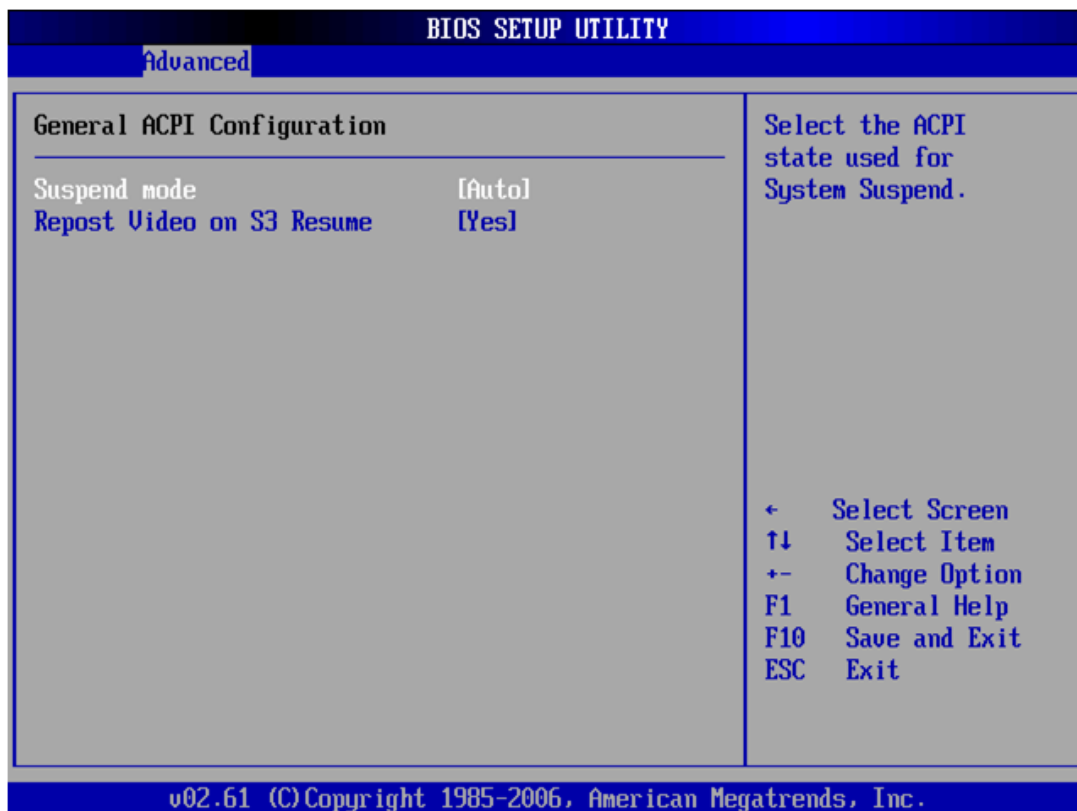 BIOS SETUP UTILITY
Advanced
General ACPI Configuration
Suspend mode [Auto]
Repost Video on S3 Resume [Yes]
Select the ACPI
state used for
System Suspend.
← Select Screen
↑↓ Select Item
+- Change Option
F1 General Help
F10 Save and Exit
ESC Exit
v02.61 (C)Copyright 1985-2006, American Megatrends, Inc.